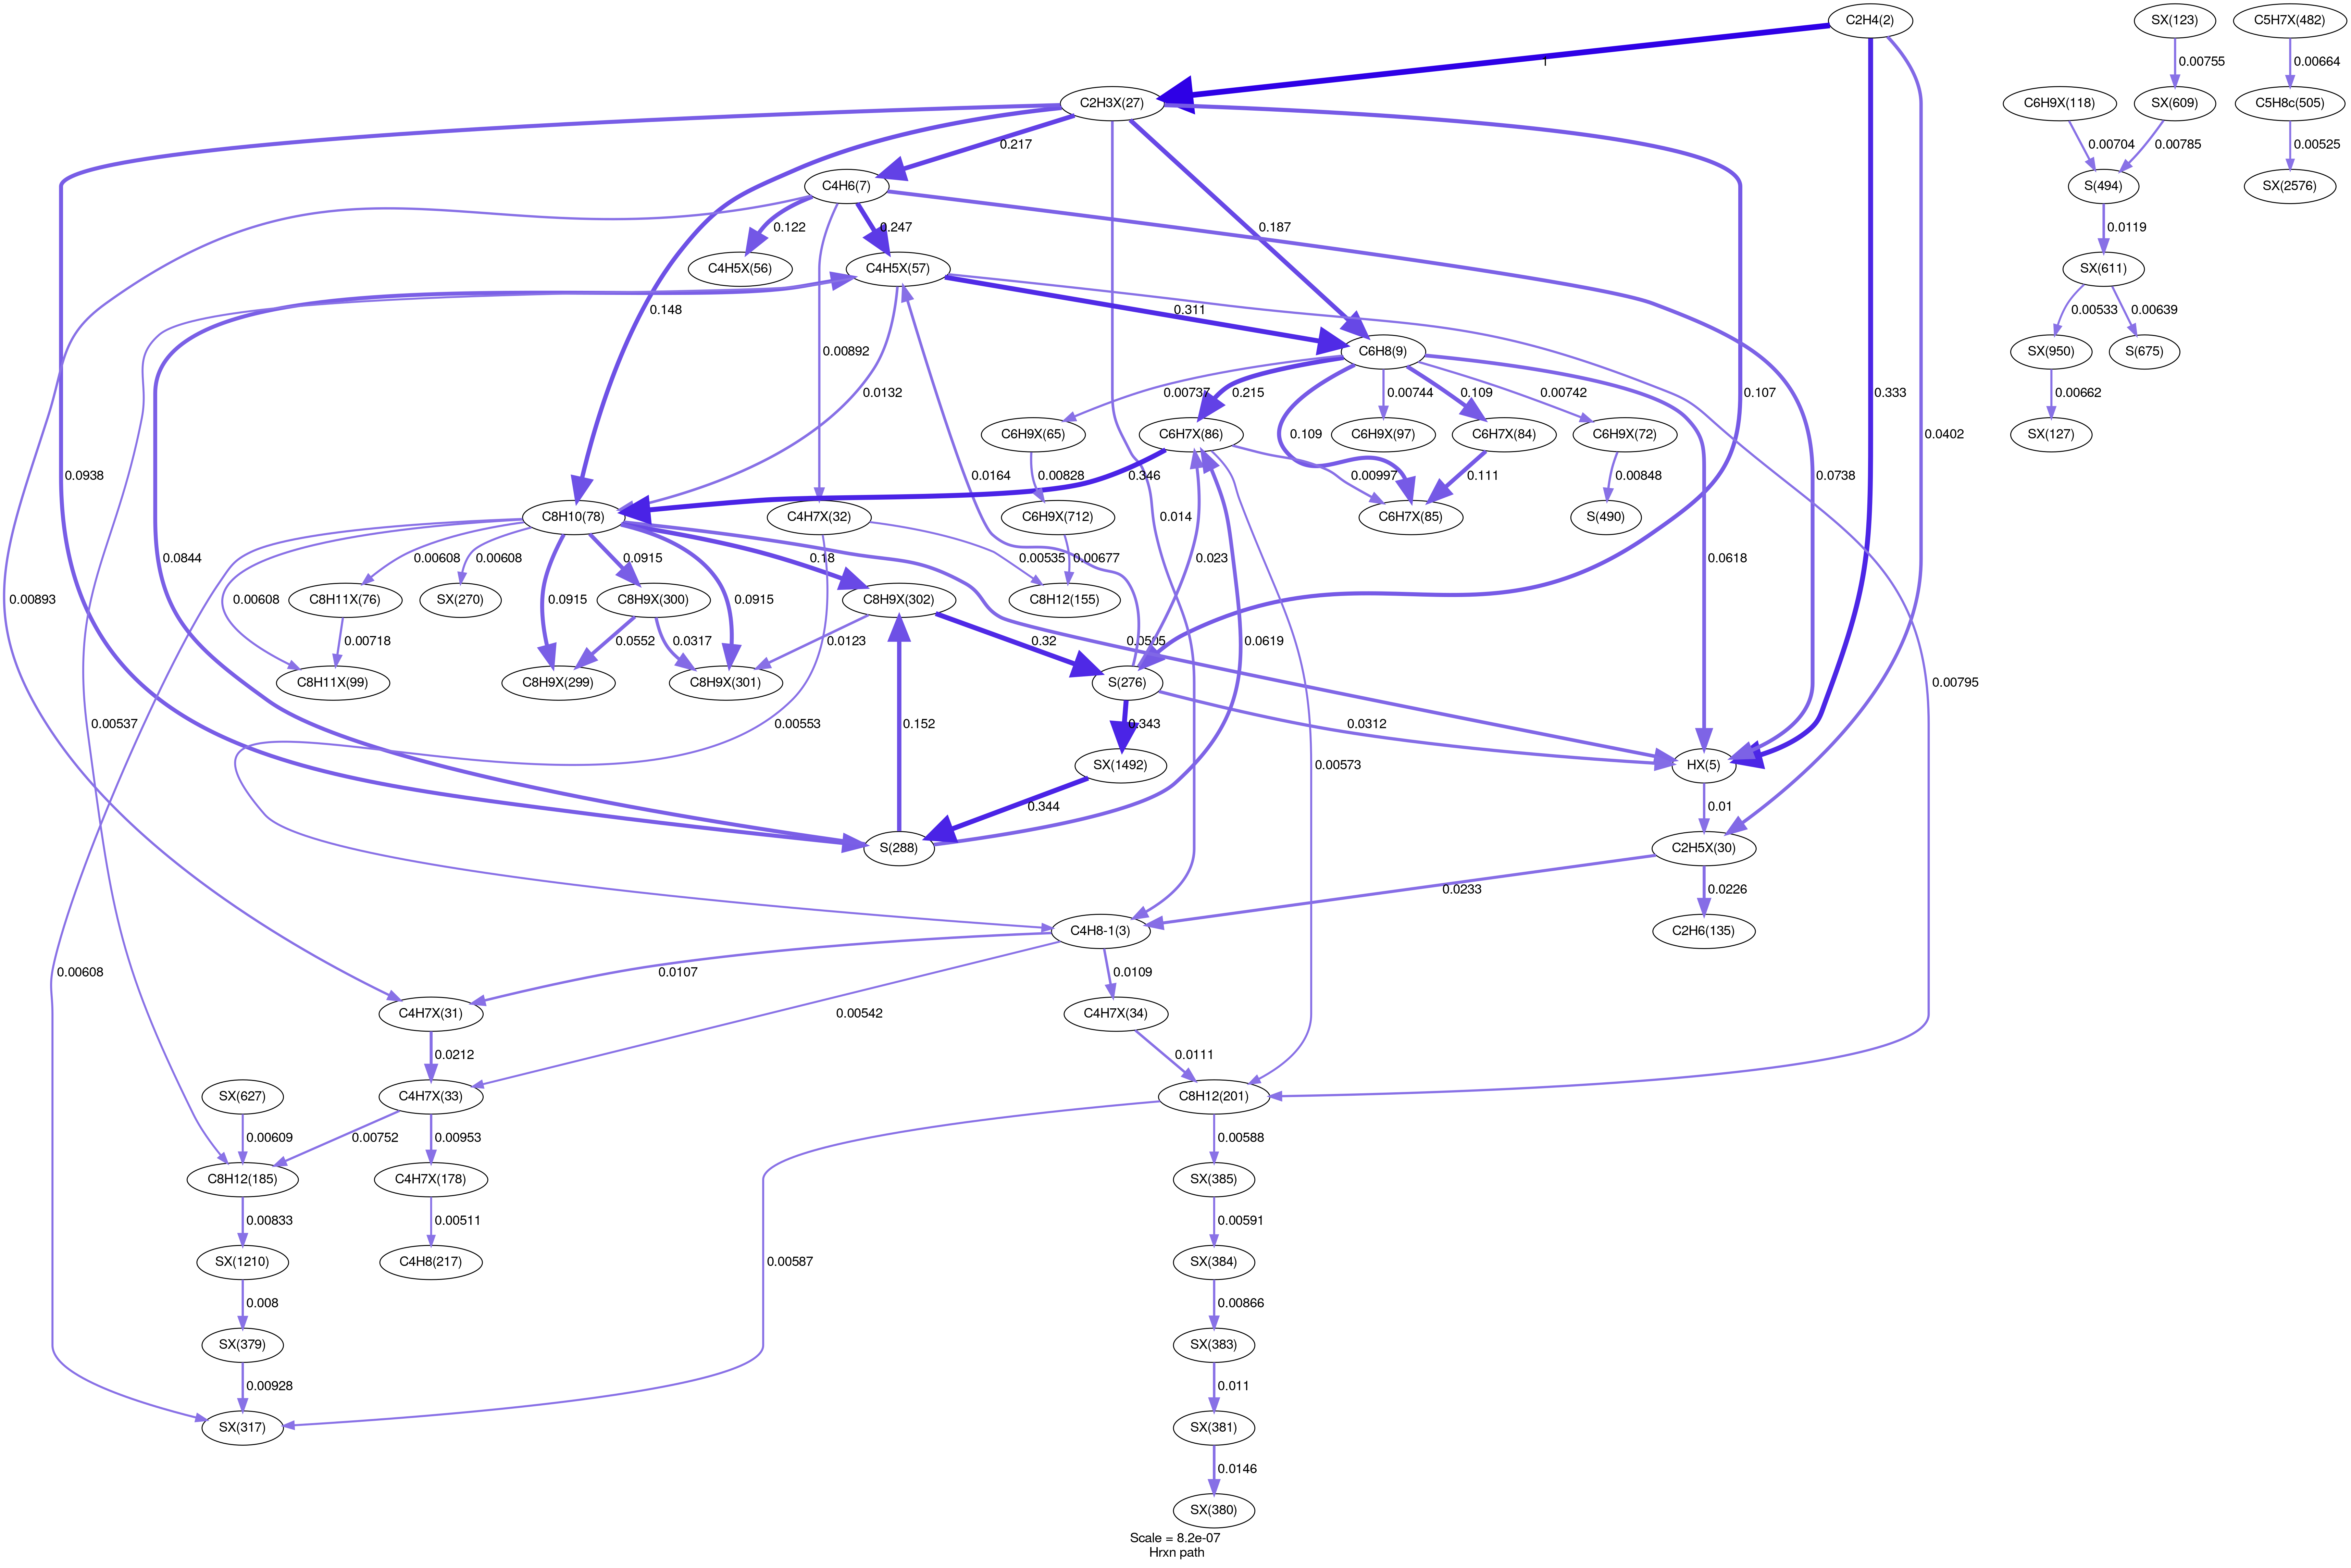 C2H4(2)
SX(123)
C5H7X(482)
1
0.00755
0.00664
C2H3X(27)
C6H9X(118)
SX(609)
C5H8c(505)
0.217
0.00704
0.00785
0.00525
C4H6(7)
S(494)
SX(2576)
0.122
0.247
0.187
0.0119
C4H5X(56)
C4H5X(57)
SX(611)
0.148
0.311
0.00533
0.00639
C6H8(9)
SX(950)
S(675)
0.00892
0.0132
0.00737
0.215
0.00744
0.109
0.00742
0.107
0.333
0.00662
C6H9X(65)
C6H7X(86)
0.109
C6H9X(97)
C6H7X(84)
C6H9X(72)
0.0402
SX(127)
0.0938
0.0164
0.00828
0.346
0.00997
0.111
0.00848
0.0738
C8H10(78)
C4H7X(32)
C6H9X(712)
0.014
C6H7X(85)
S(490)
0.0844
0.00608
0.00608
0.0915
0.18
0.00535
0.00677
0.023
0.0618
0.00893
0.00608
C8H11X(76)
SX(270)
0.0915
C8H9X(300)
0.0915
C8H9X(302)
C8H12(155)
0.00718
0.0552
0.0317
0.0123
0.32
0.0505
0.0619
C8H11X(99)
C8H9X(299)
C8H9X(301)
S(276)
0.00795
0.00537
0.00553
0.152
0.343
0.0312
SX(1492)
0.00573
HX(5)
0.344
0.01
S(288)
C2H5X(30)
0.0233
0.0226
C4H8-1(3)
C2H6(135)
0.00608
0.0107
0.0109
C4H7X(31)
0.00542
C4H7X(34)
0.0212
0.0111
SX(627)
C4H7X(33)
C8H12(201)
0.00609
0.00752
0.00953
0.00588
C8H12(185)
C4H7X(178)
SX(385)
0.00833
0.00511
0.00591
SX(1210)
C4H8(217)
0.00587
SX(384)
0.008
0.00866
SX(379)
SX(383)
0.00928
0.011
SX(317)
SX(381)
0.0146
SX(380)
Scale = 8.2e-07
Hrxn path